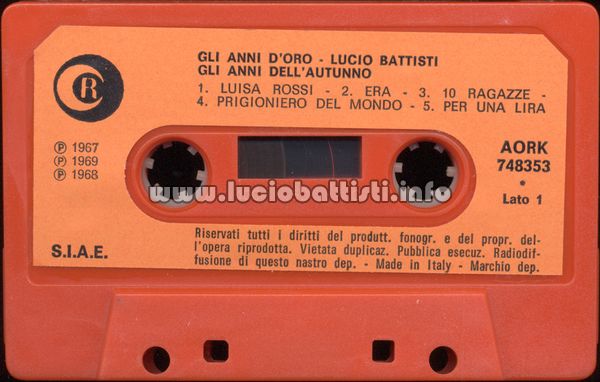 GLI ANNI D'ORO - LUCIO BATTISTI
GLI ANNI DELL'AUTUNNO
1. LUISA ROSSI - 2. ERA - 3. 10 RAGAZZE -
4. PRIGIONIERO DEL MONDO - 5. PER UNA LIRA
R
Ⓟ 1967
Ⓟ 1969
Ⓟ 1968
AORK
748353
*
Lato 1
www.luciobattisti.info
S.I.A.E.
Riservati tutti i diritti del produtt. fonogr. e del propr. del-
l'opera riprodotta. Vietata duplicaz. Pubblica esecuz. Radiodif-
fusione di questo nastro dep. - Made in Italy - Marchio dep.